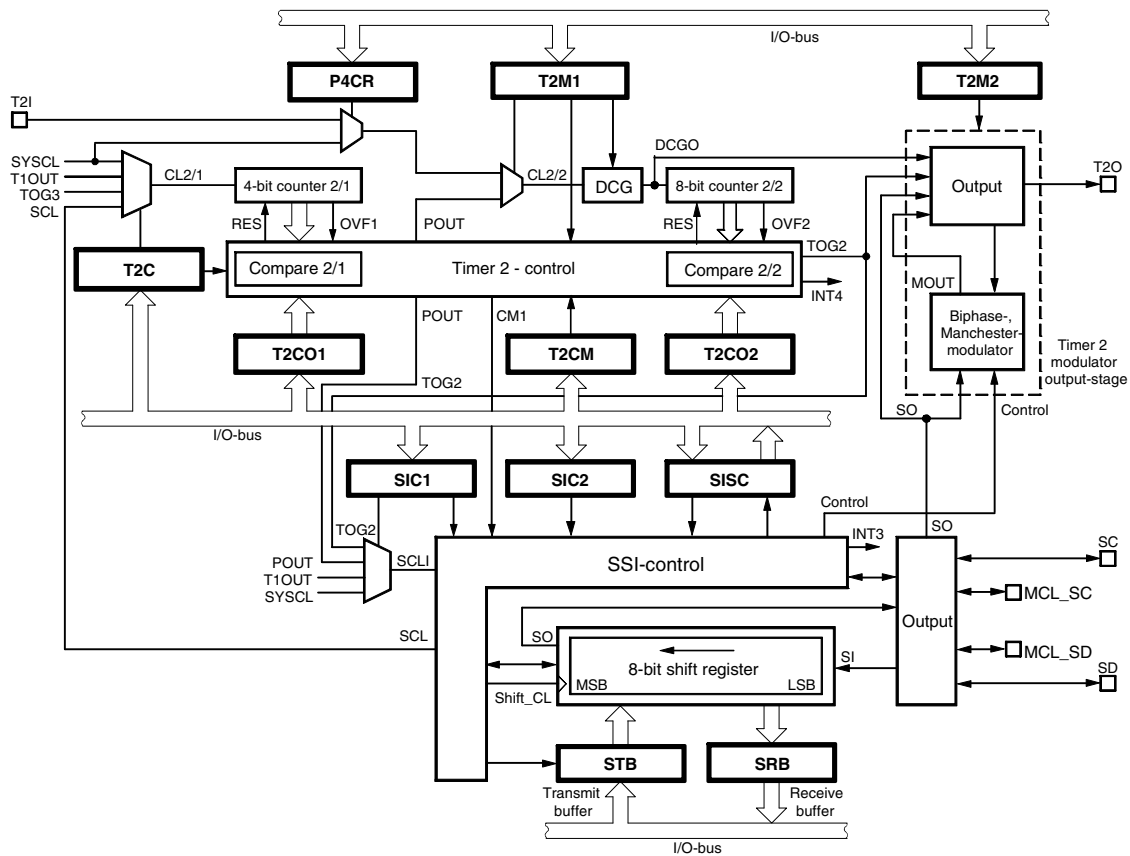 I/O-bus
P4CR
T2M1
T2M2
T2I
DCGO
SYSCL
T1OUT
TOG3
SCL
CL2/1
4-bit counter 2/1
CL2/2
DCG
8-bit counter 2/2
Output
T2O
RES
OVF1
POUT
RES
OVF2
TOG2
T2C
Compare 2/1
Timer 2 - control
Compare 2/2
INT4
MOUT
Biphase-,
Manchester-
modulator
Timer 2
modulator
output-stage
POUT
CM1
T2CO1
T2CM
T2CO2
TOG2
I/O-bus
SO
Control
SIC1
SIC2
SISC
Control
TOG2
POUT
T1OUT
SYSCL
SCLI
SSI-control
INT3
SO
SC
MCL_SC
Output
MCL_SD
SD
SCL
SO
8-bit shift register
MSB
LSB
SI
Shift_CL
STB
SRB
Transmit
buffer
Receive
buffer
I/O-bus